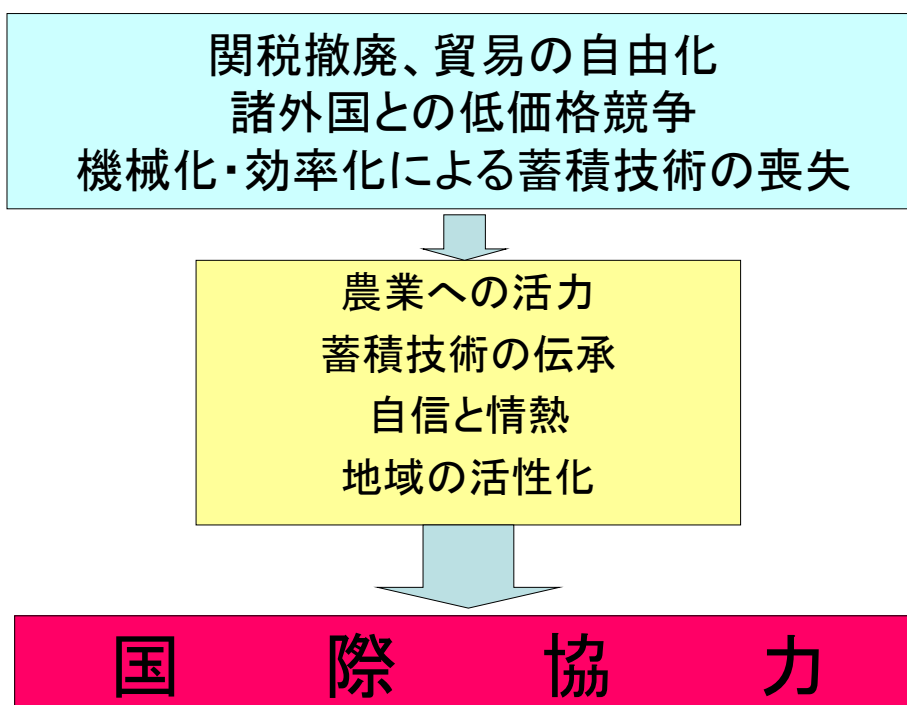 関税撤廃、貿易の自由化
諸外国との低価格競争
機械化・効率化による蓄積技術の喪失
農業への活力
蓄積技術の伝承
自信と情熱
地域の活性化
国 際 協 力